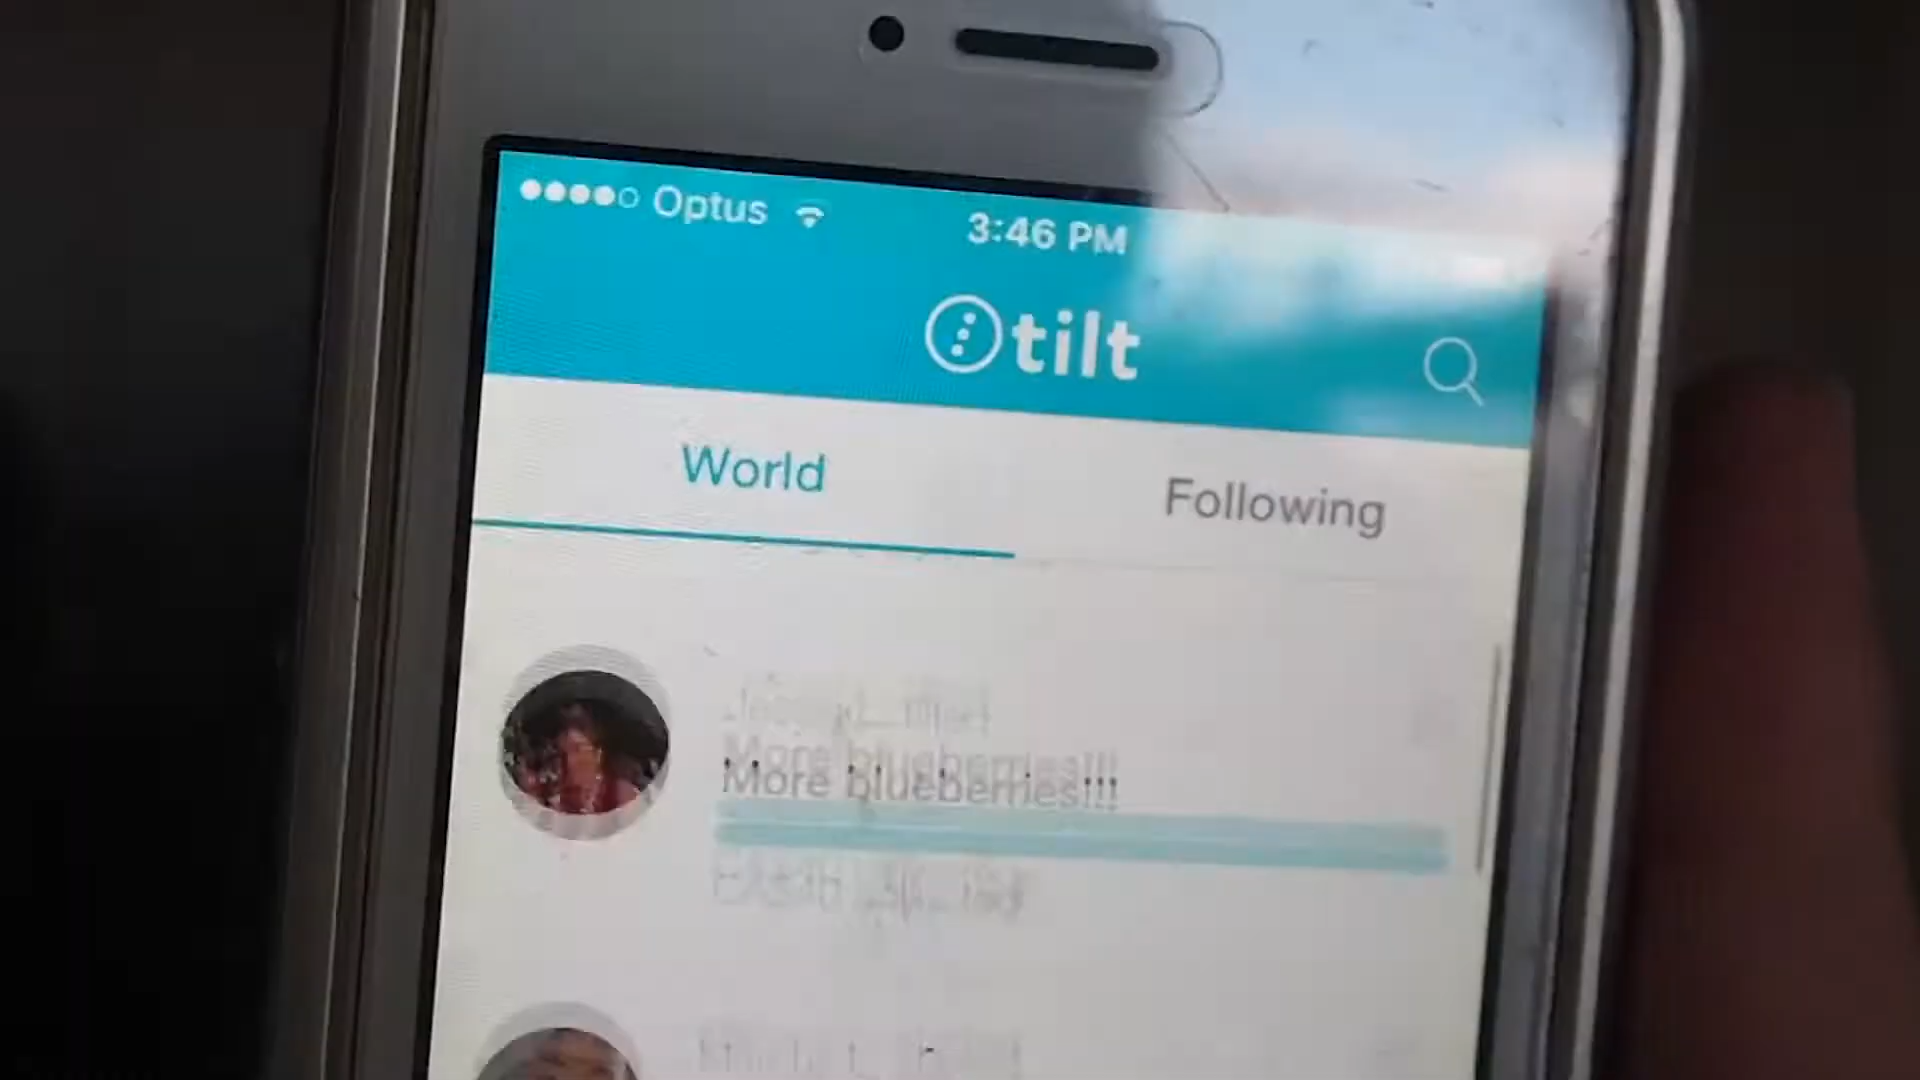 Optus
3:46 PM
tilt
World
Following
More blueberries!!!